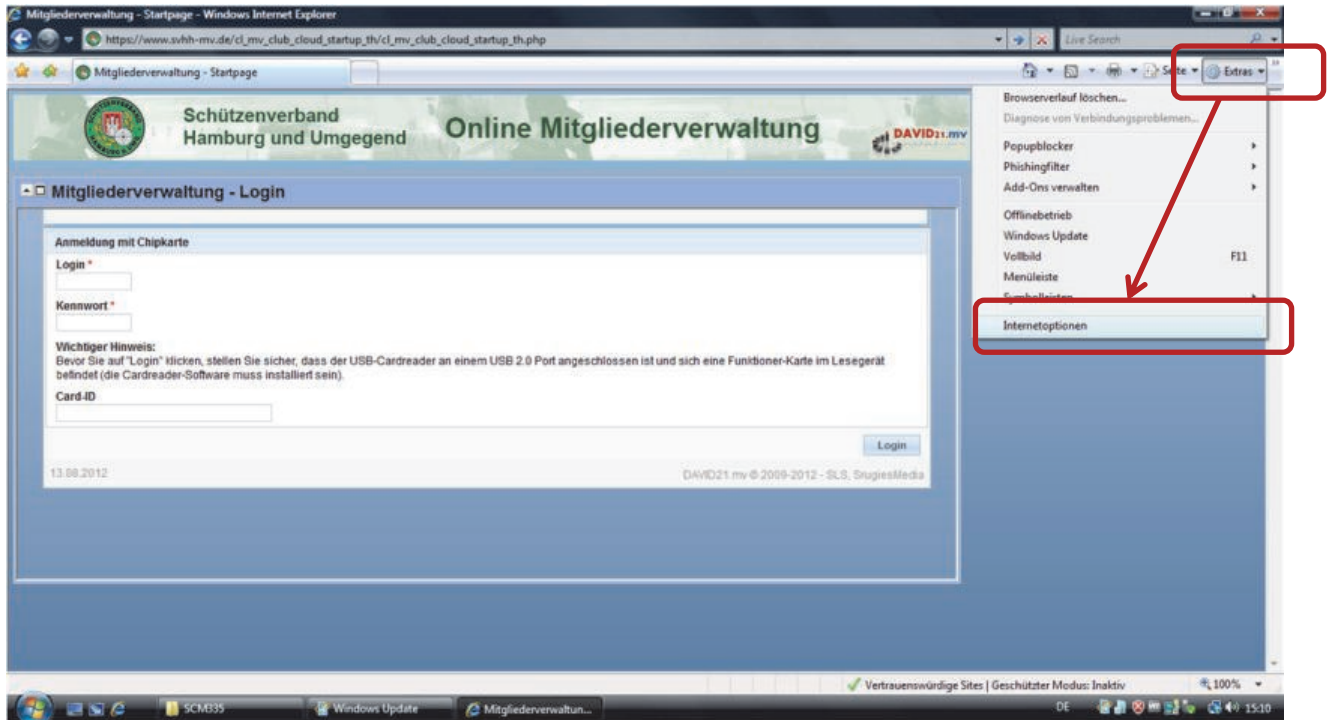 Mitgliederverwaltung - Startpage - Windows Internet Explorer
https://www.svhh-mv.de/cl_mv_club_cloud_startup_th/cl_mv_club_cloud_startup_th.php
Live Search
Mitgliederverwaltung - Startpage
Seite
Extras
Schützenverband
Hamburg und Umgegend
Online Mitgliederverwaltung
DAVID21.mv
Browserverlauf löschen...
Diagnose von Verbindungsproblemen...
Popupblocker
Phishingfilter
Add-Ons verwalten
Offlinebetrieb
Windows Update
Vollbild F11
Menüleiste
Symbolleisten
Internetoptionen
Mitgliederverwaltung - Login
Anmeldung mit Chipkarte
Login *
Kennwort *
Wichtiger Hinweis:
Bevor Sie auf "Login" klicken, stellen Sie sicher, dass der USB-Cardreader an einem USB 2.0 Port angeschlossen ist und sich eine Funktioner-Karte im Lesegerät
befindet (die Cardreader-Software muss installiert sein).
Card-ID
Login
13.08.2012
DAVID21.mv © 2009-2012 - SLS, SrugiesMedia
Vertrauenswürdige Sites | Geschützter Modus: Inaktiv
100%
SCM335
Windows Update
Mitgliederverwaltun...
DE
15:10